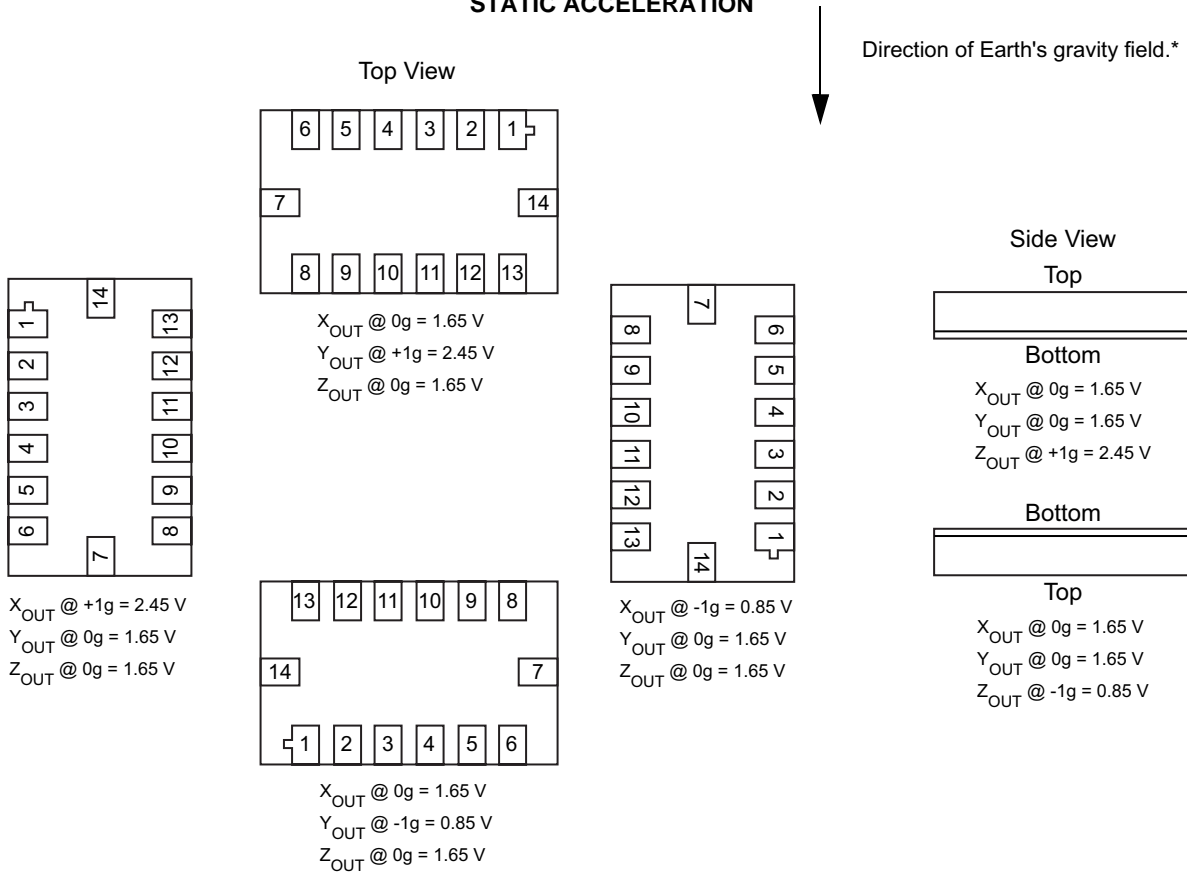 STATIC ACCELERATION
Direction of Earth's gravity field.*
Top View
6 5 4 3 2 1
7 14
8 9 10 11 12 13
XOUT @ 0g = 1.65 V
YOUT @ +1g = 2.45 V
ZOUT @ 0g = 1.65 V
14
1 13
2 12
3 11
4 10
5 9
6 8
7
XOUT @ +1g = 2.45 V
YOUT @ 0g = 1.65 V
ZOUT @ 0g = 1.65 V
13 12 11 10 9 8
14 7
1 2 3 4 5 6
XOUT @ 0g = 1.65 V
YOUT @ -1g = 0.85 V
ZOUT @ 0g = 1.65 V
7
8 6
9 5
10 4
11 3
12 2
13 1
14
XOUT @ -1g = 0.85 V
YOUT @ 0g = 1.65 V
ZOUT @ 0g = 1.65 V
Side View
Top
Bottom
XOUT @ 0g = 1.65 V
YOUT @ 0g = 1.65 V
ZOUT @ +1g = 2.45 V
Bottom
Top
XOUT @ 0g = 1.65 V
YOUT @ 0g = 1.65 V
ZOUT @ -1g = 0.85 V